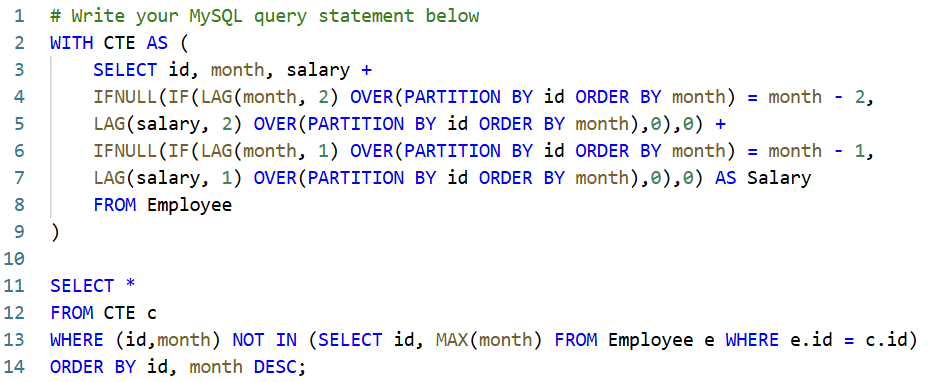 1 # Write your MySQL query statement below
2 WITH CTE AS (
3     SELECT id, month, salary +
4     IFNULL(IF(LAG(month, 2) OVER(PARTITION BY id ORDER BY month) = month - 2,
5     LAG(salary, 2) OVER(PARTITION BY id ORDER BY month),0),0) +
6     IFNULL(IF(LAG(month, 1) OVER(PARTITION BY id ORDER BY month) = month - 1,
7     LAG(salary, 1) OVER(PARTITION BY id ORDER BY month),0),0) AS Salary
8     FROM Employee
9 )
10
11 SELECT *
12 FROM CTE c
13 WHERE (id,month) NOT IN (SELECT id, MAX(month) FROM Employee e WHERE e.id = c.id)
14 ORDER BY id, month DESC;